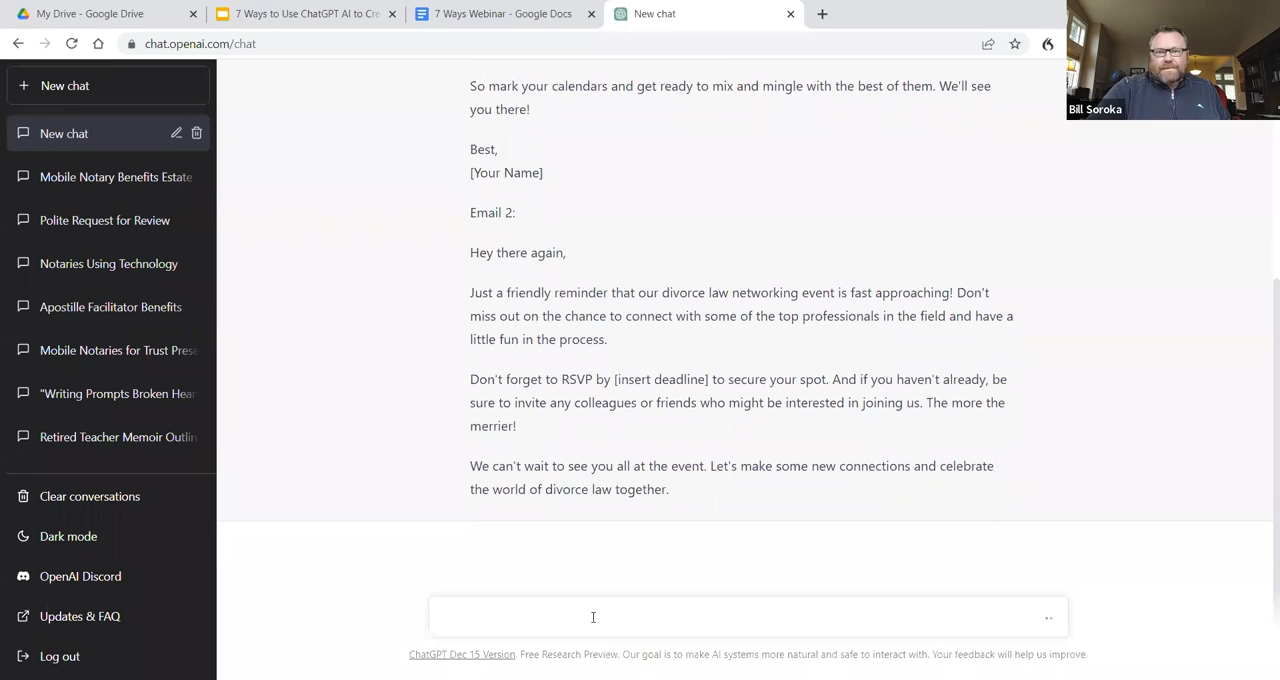 My Drive - Google Drive
7 Ways to Use ChatGPT AI to Cre
7 Ways Webinar - Google Docs
New chat
chat.openai.com/chat
Bill Soroka
New chat
New chat
Mobile Notary Benefits Estate
Polite Request for Review
Notaries Using Technology
Apostille Facilitator Benefits
Mobile Notaries for Trust Prese
"Writing Prompts Broken Hear
Retired Teacher Memoir Outlin
Clear conversations
Dark mode
OpenAI Discord
Updates & FAQ
Log out
So mark your calendars and get ready to mix and mingle with the best of them. We'll see
you there!
Best,
[Your Name]
Email 2:
Hey there again,
Just a friendly reminder that our divorce law networking event is fast approaching! Don't
miss out on the chance to connect with some of the top professionals in the field and have a
little fun in the process.
Don't forget to RSVP by [insert deadline] to secure your spot. And if you haven't already, be
sure to invite any colleagues or friends who might be interested in joining us. The more the
merrier!
We can't wait to see you all at the event. Let's make some new connections and celebrate
the world of divorce law together.
ChatGPT Dec 15 Version. Free Research Preview. Our goal is to make AI systems more natural and safe to interact with. Your feedback will help us improve.